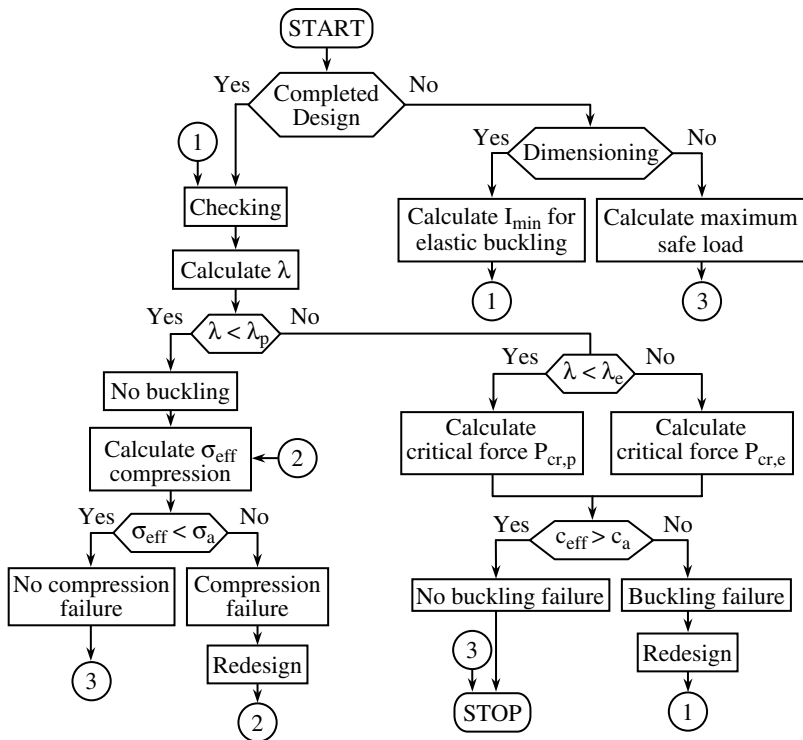 START
Yes
No
Completed
Design
Yes
No
Dimensioning
1
Checking
Calculate I_min for
elastic buckling
Calculate maximum
safe load
Calculate λ
1
3
Yes
No
λ < λ_p
Yes
No
λ < λ_e
No buckling
Calculate σ_eff
compression
2
Calculate
critical force P_cr,p
Calculate
critical force P_cr,e
Yes
No
σ_eff < σ_a
Yes
No
c_eff > c_a
No compression
failure
Compression
failure
No buckling failure
Buckling failure
3
Redesign
3
Redesign
2
STOP
1